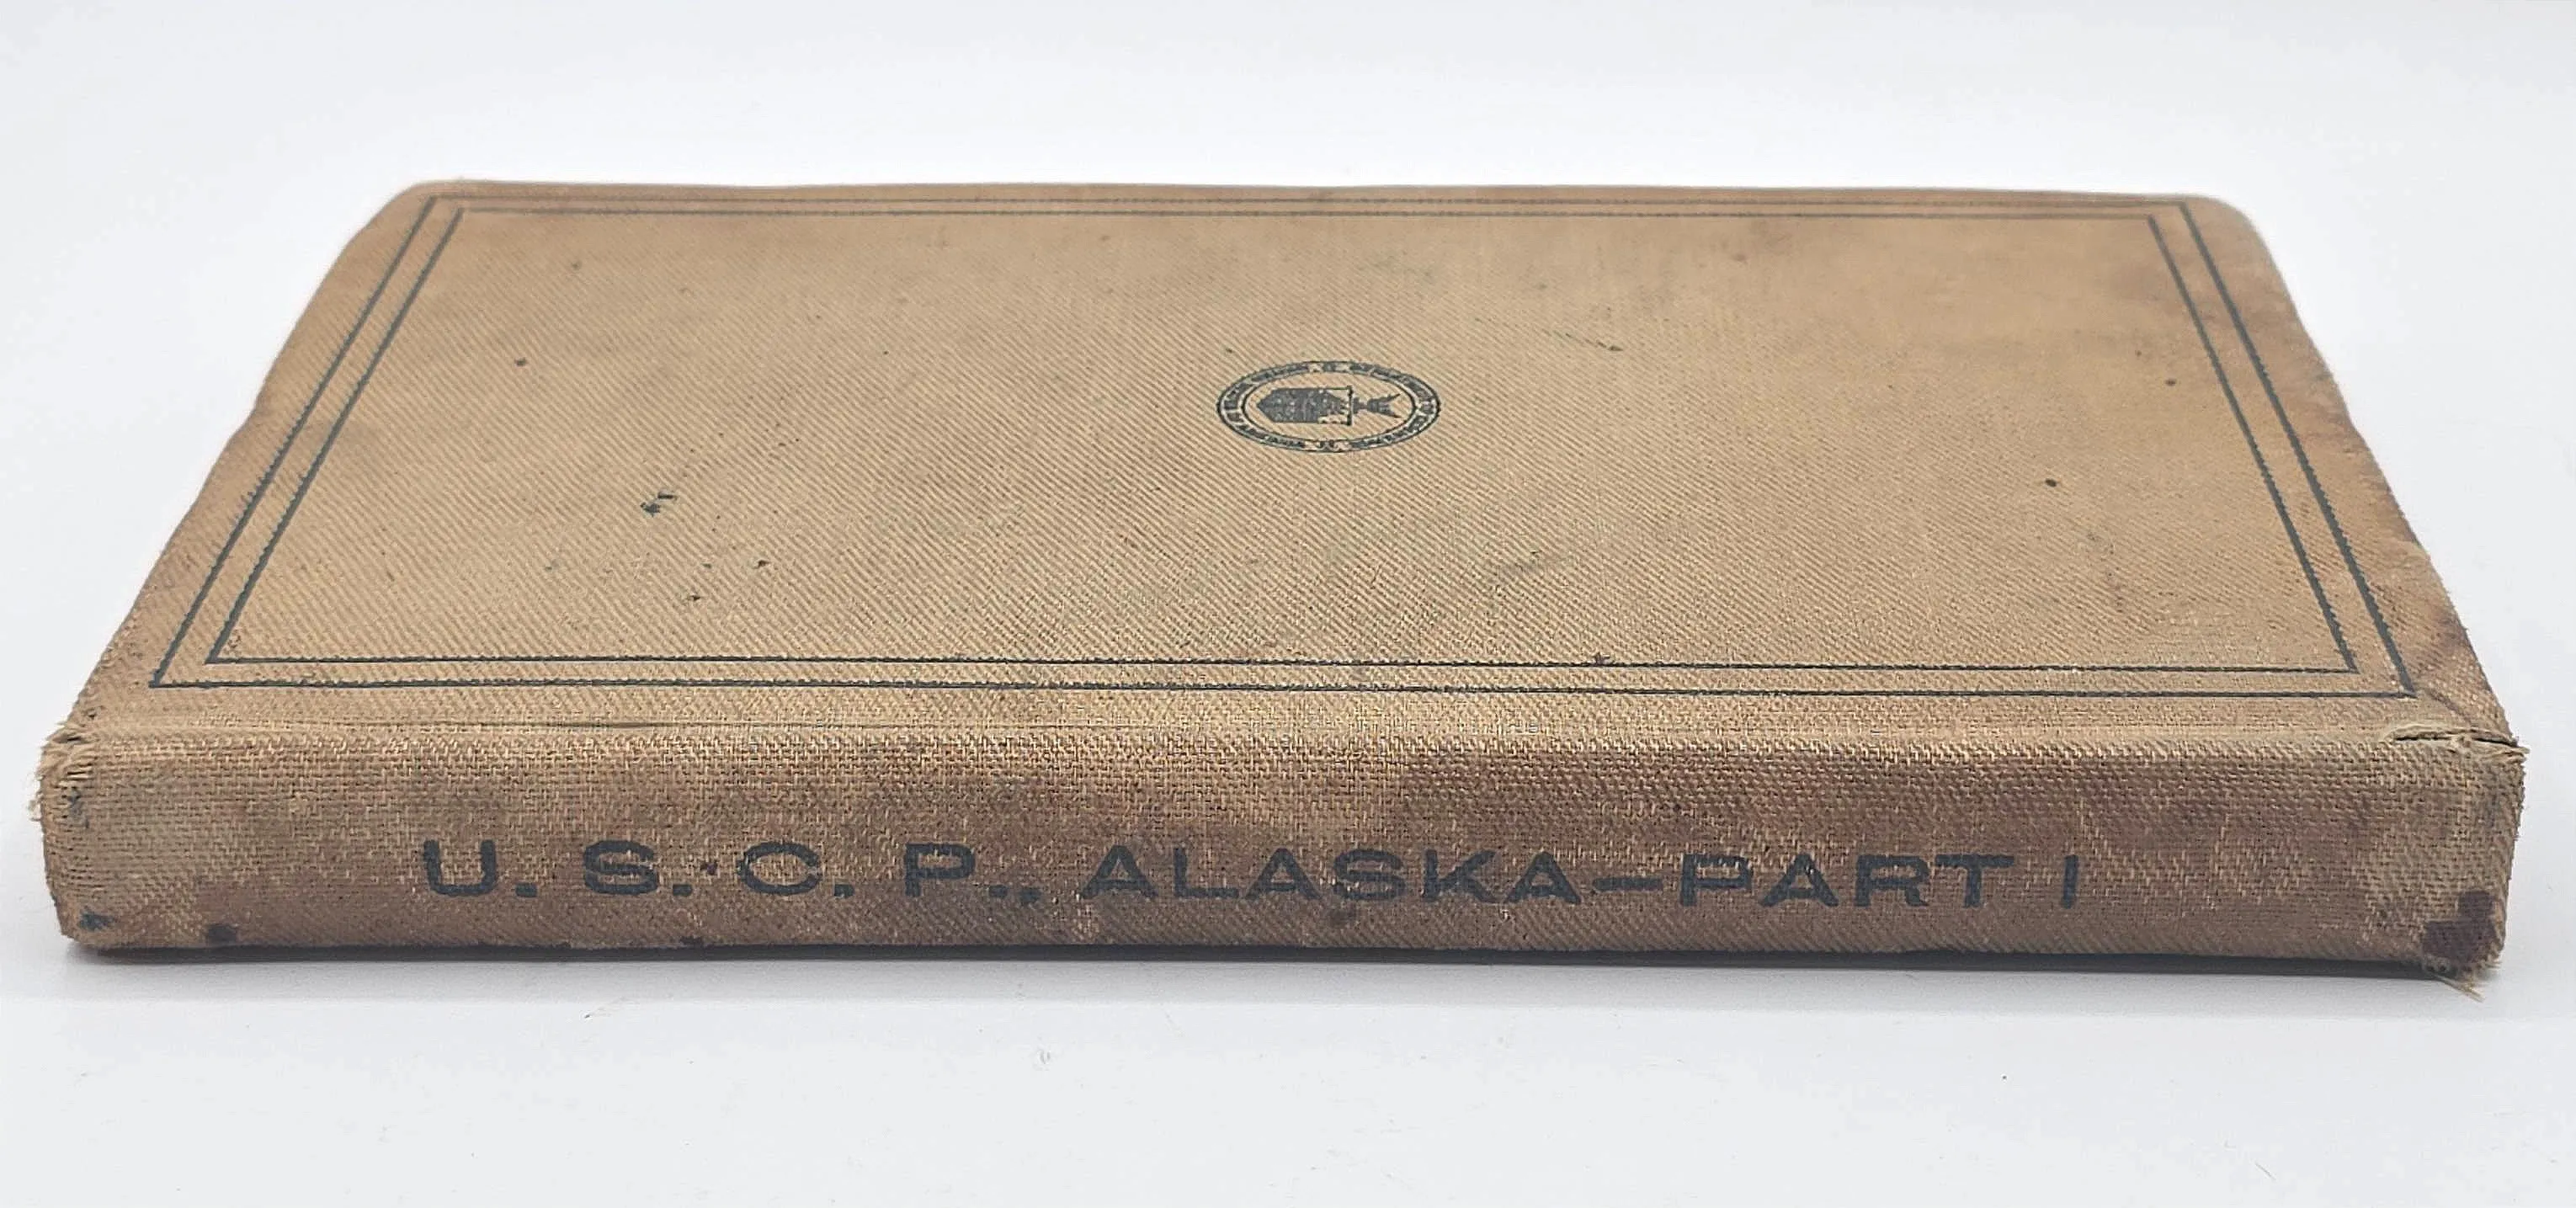 U. S. C. P., ALASKA—PART I